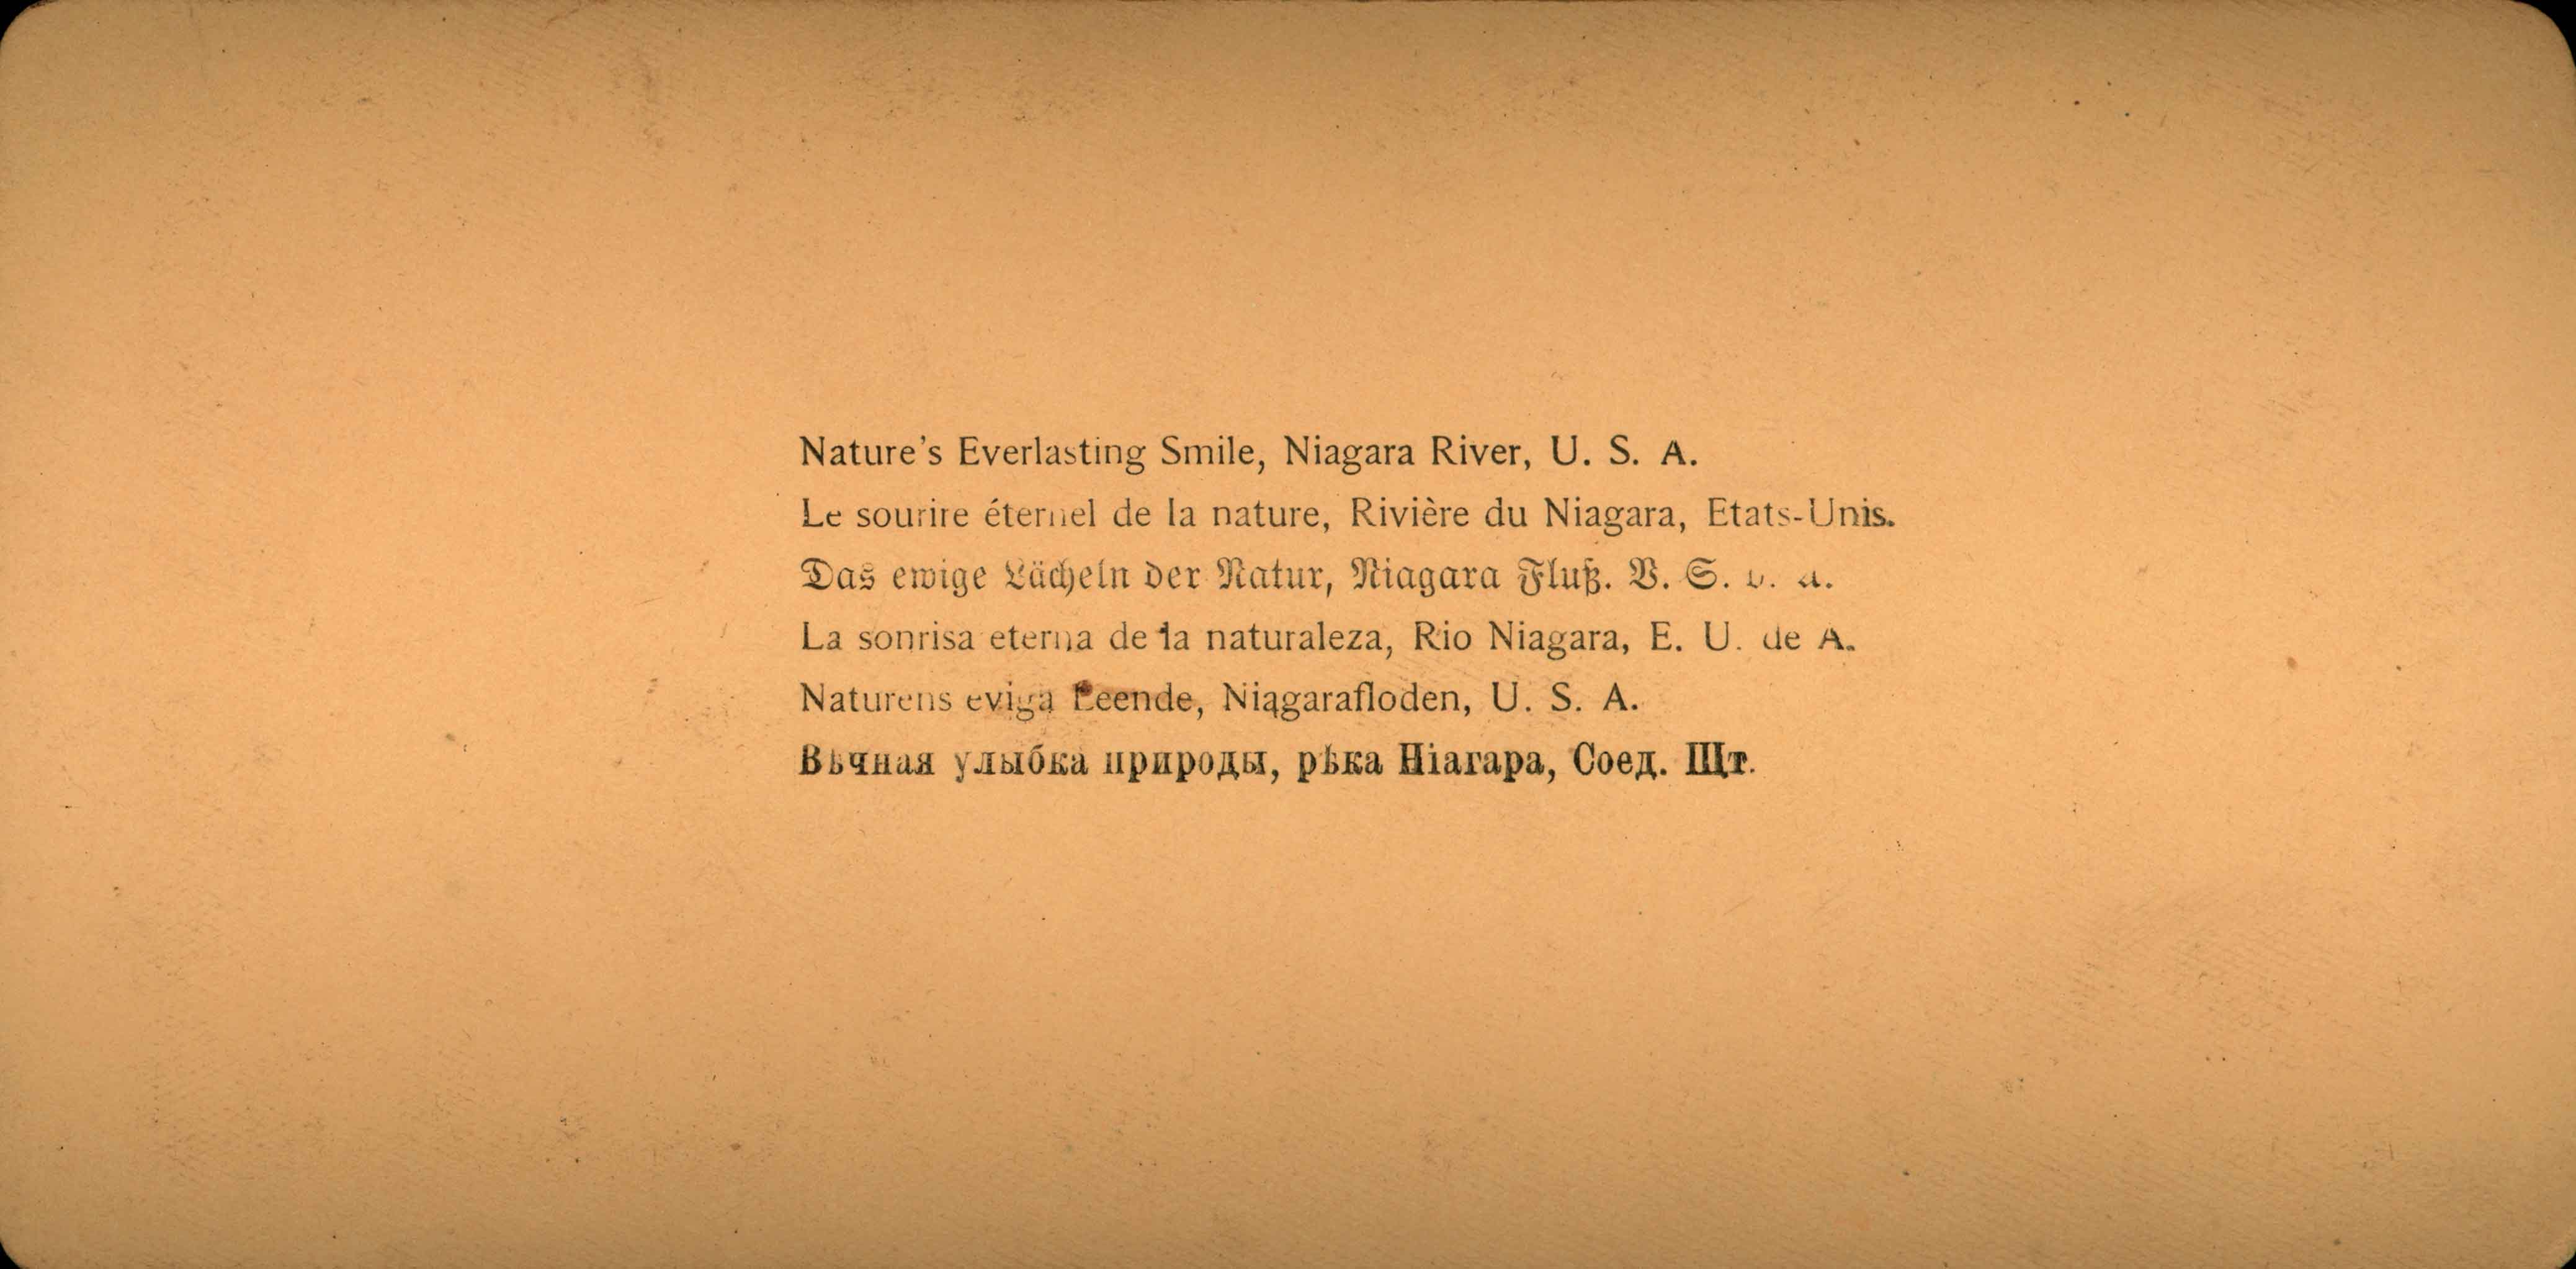 Nature's Everlasting Smile, Niagara River, U. S. A.
Le sourire éternel de la nature, Rivière du Niagara, Etats-Unis.
Das ewige Lächeln der Natur, Niagara Fluß. V. S. v. A.
La sonrisa eterna de la naturaleza, Rio Niagara, E. U. de A.
Naturens eviga Leende, Niagarafloden, U. S. A.
Вѣчная улыбка природы, рѣка Ніагара, Соед. Щт.